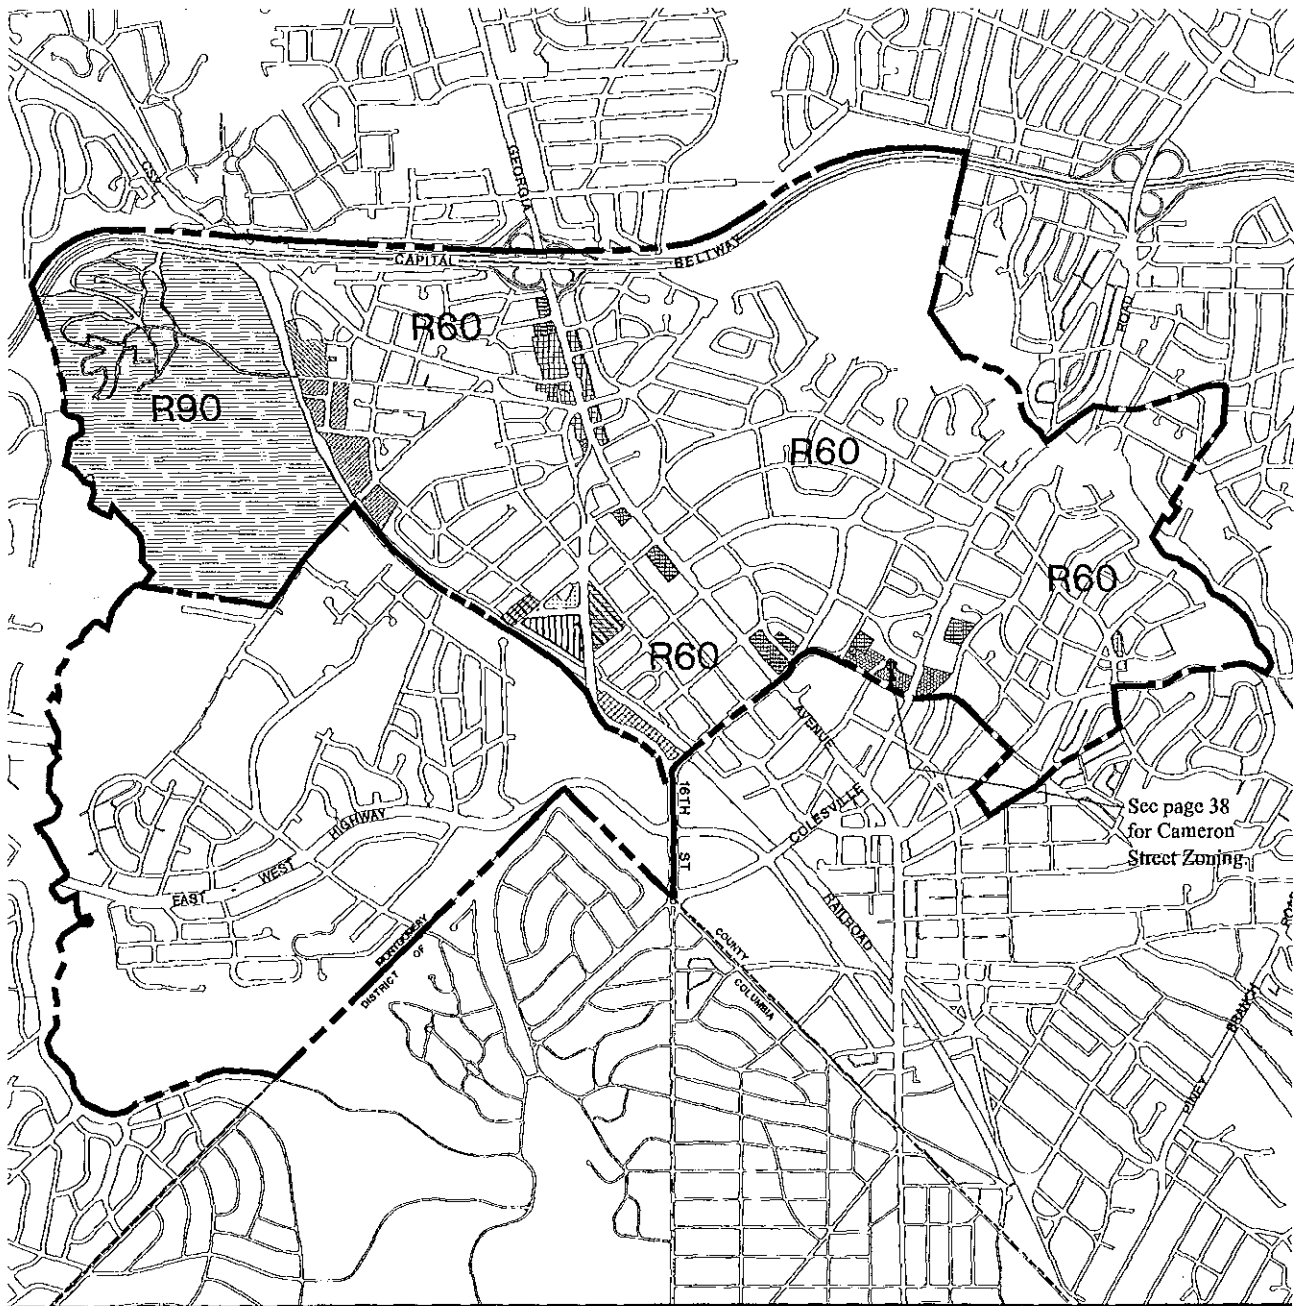 GEORGIA
CAPITAL
BELTWAY
R60
ROAD
R90
R60
R60
R60
AVENUE
16TH
ST
COLESVILLE
See page 38
for Cameron
Street Zoning.
HIGHWAY
WEST
EAST
RAILROAD
MONTGOMERY
COUNTY
DISTRICT OF
COLUMBIA
BRANCH
PINEY